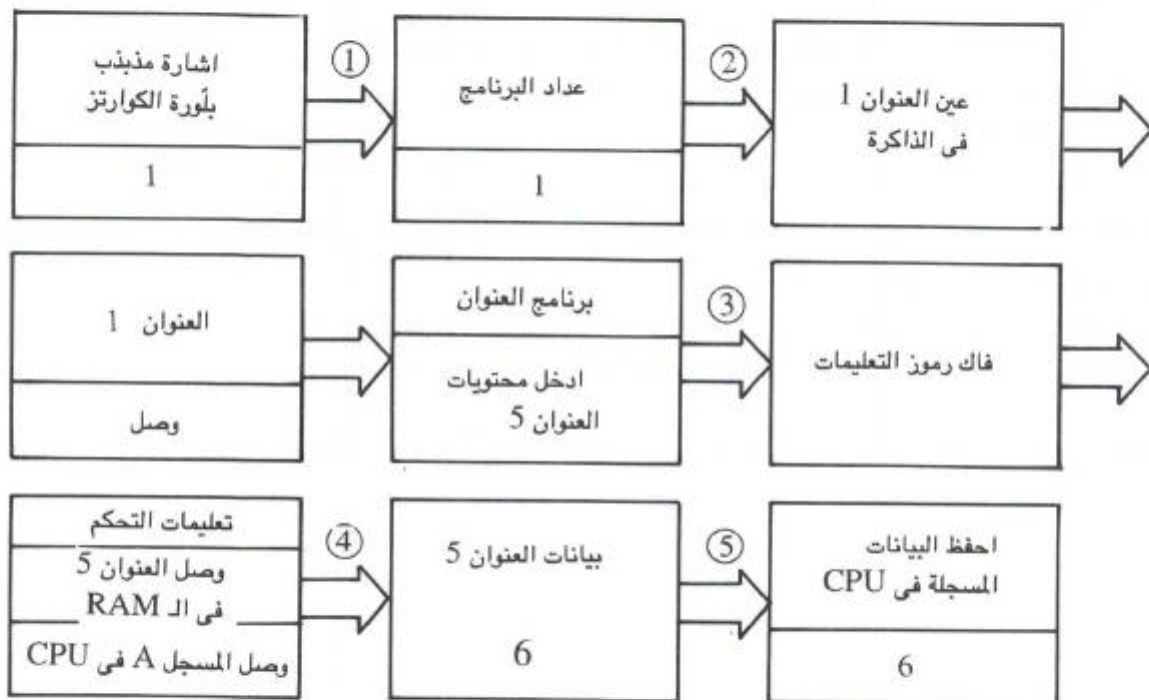 اشارة مذبذب
بلّورة الكوارتز
1
①
عداد البرنامج
1
②
عين العنوان 1
فى الذاكرة
العنوان 1
وصل
برنامج العنوان
ادخل محتويات
العنوان 5
③
فاك رموز التعليمات
تعليمات التحكم
وصل العنوان 5
فى الـ RAM
وصل المسجل A فى CPU
④
بيانات العنوان 5
6
⑤
احفظ البيانات
المسجلة فى CPU
6